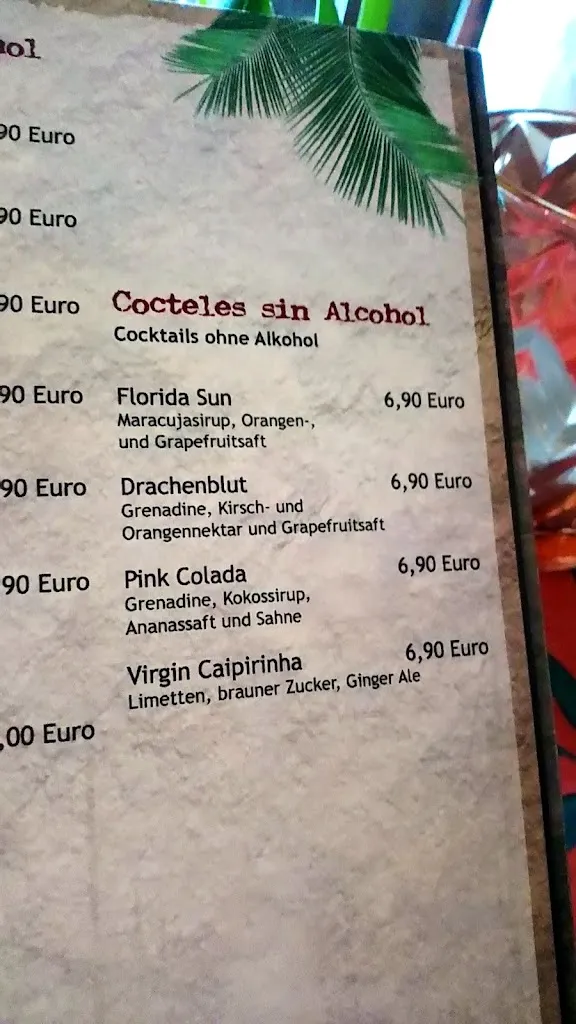 90 Euro
90 Euro
90 Euro
90 Euro
90 Euro
90 Euro
,00 Euro
Cocteles sin Alcohol
Cocktails ohne Alkohol
Florida Sun 6,90 Euro
Maracujasirup, Orangen-,
und Grapefruitsaft
Drachenblut 6,90 Euro
Grenadine, Kirsch- und
Orangennektar und Grapefruitsaft
Pink Colada 6,90 Euro
Grenadine, Kokossirup,
Ananassaft und Sahne
Virgin Caipirinha 6,90 Euro
Limetten, brauner Zucker, Ginger Ale